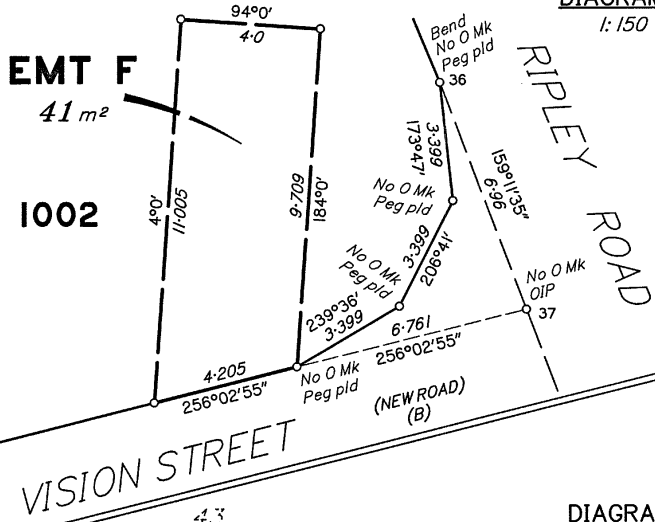 DIAGRAM
1:150
94°0'
4·0
EMT F
41 m²
1002
4°0'
11·005
9·709
184°0'
Bend
No O Mk
Peg pld
36
3·399
173°47'
159°11'35"
6·96
RIPLEY ROAD
No O Mk
Peg pld
3·399
206°41'
No O Mk
Peg pld
239°36'
3·399
No O Mk
OIP
37
6·761
256°02'55"
4·205
256°02'55"
No O Mk
Peg pld
(NEW ROAD)
(B)
VISION STREET
DIAGRA